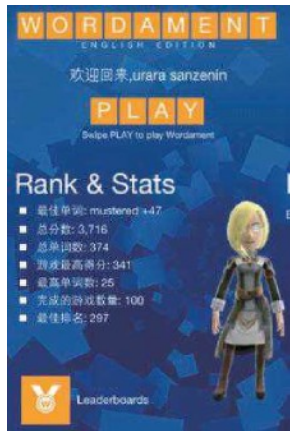 WORDAMENT
ENGLISH EDITION
欢迎回来,urara sanzenin
PLAY
Swipe PLAY to play Wordament
Rank & Stats
最佳单词: mustered +47
总分数: 3,716
总单词数: 374
游戏最高得分: 341
最高单词数: 25
完成的游戏数量: 100
最佳排名: 297
Leaderboards